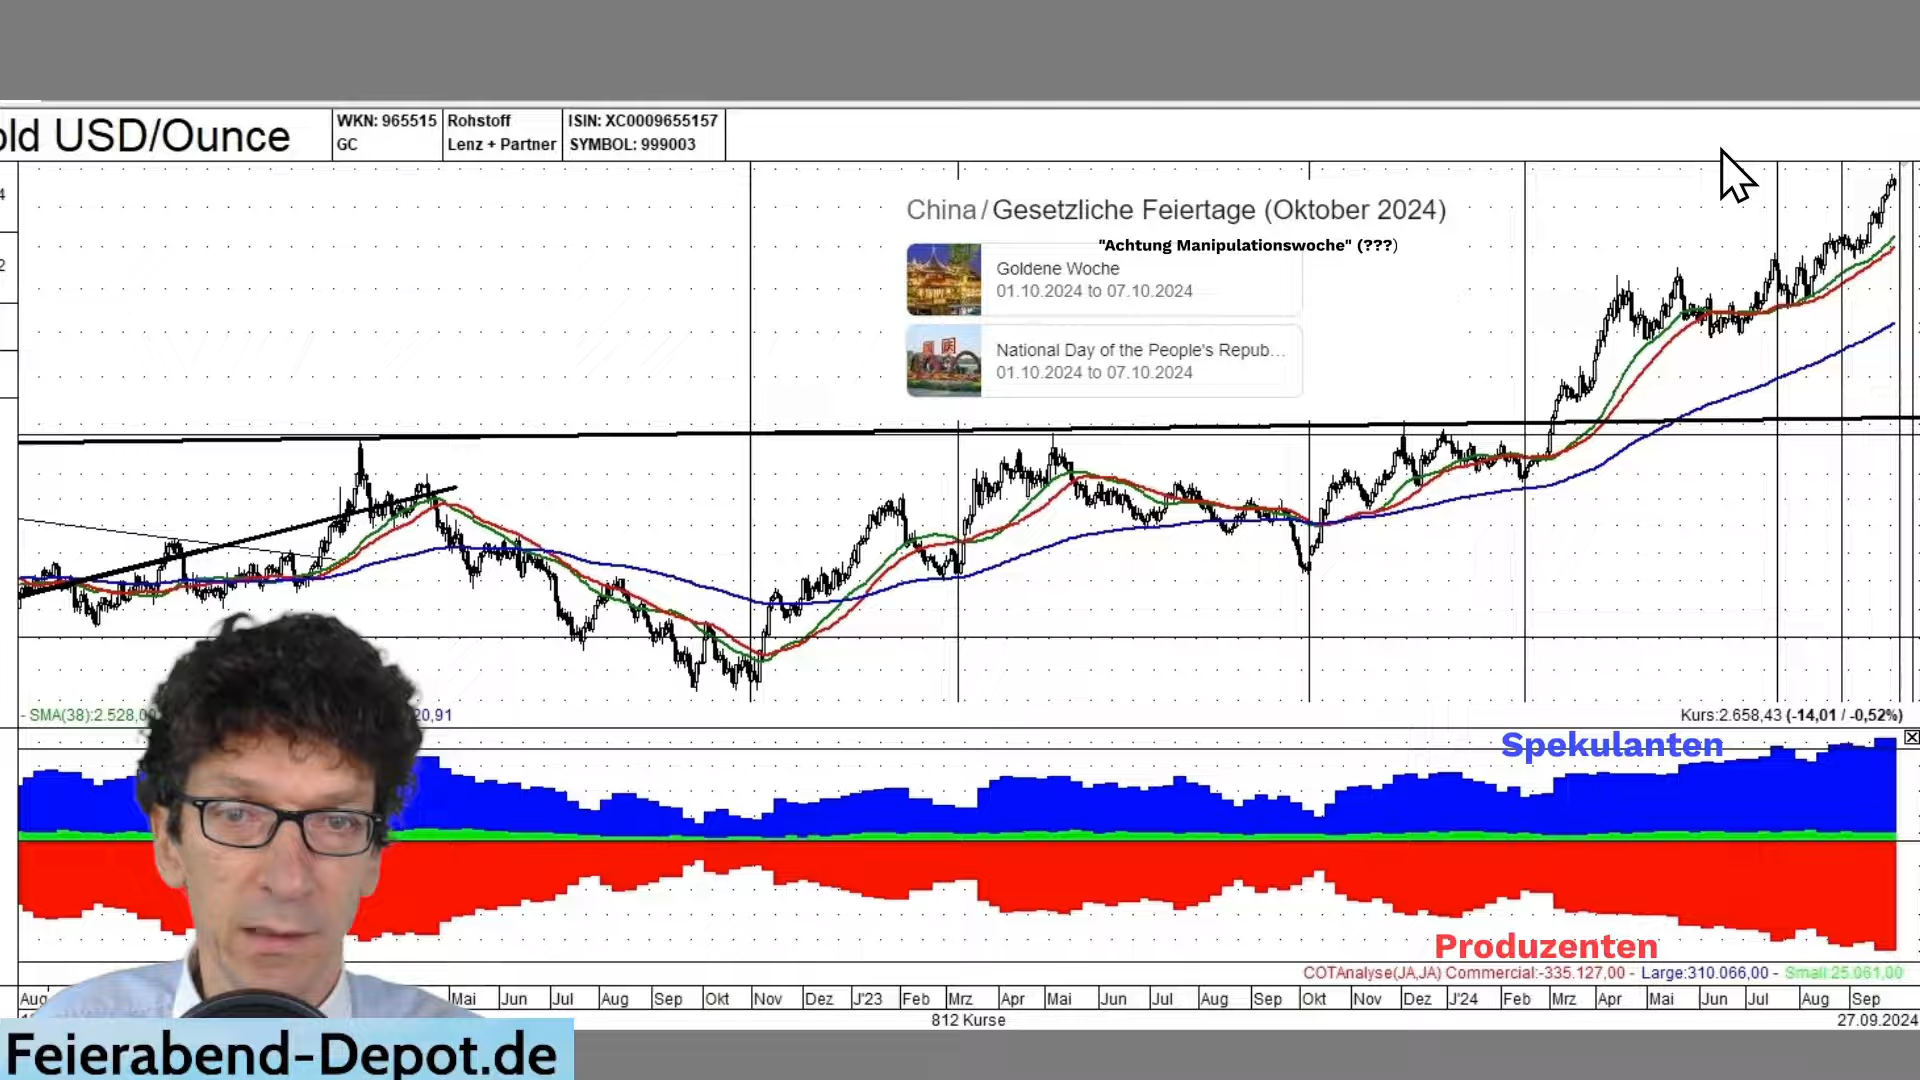 old USD/Ounce
WKN: 965515
GC
Rohstoff
Lenz + Partner
ISIN: XC0009655157
SYMBOL: 999003
China / Gesetzliche Feiertage (Oktober 2024)
"Achtung Manipulationswoche" (???)
Goldene Woche
01.10.2024 to 07.10.2024
National Day of the People's Repub...
01.10.2024 to 07.10.2024
4
2
- SMA(38):2.528,0
20,91
Kurs:2.658,43 (-14,01 / -0,52%)
Spekulanten
Produzenten
COTAnalyse(JA,JA) Commercial:-335.127,00 - Large:310.066,00 - Small:25.061,00
Aug Mai Jun Jul Aug Sep Okt Nov Dez J'23 Feb Mrz Apr Mai Jun Jul Aug Sep Okt Nov Dez J'24 Feb Mrz Apr Mai Jun Jul Aug Sep
812 Kurse
27.09.2024
Feierabend-Depot.de